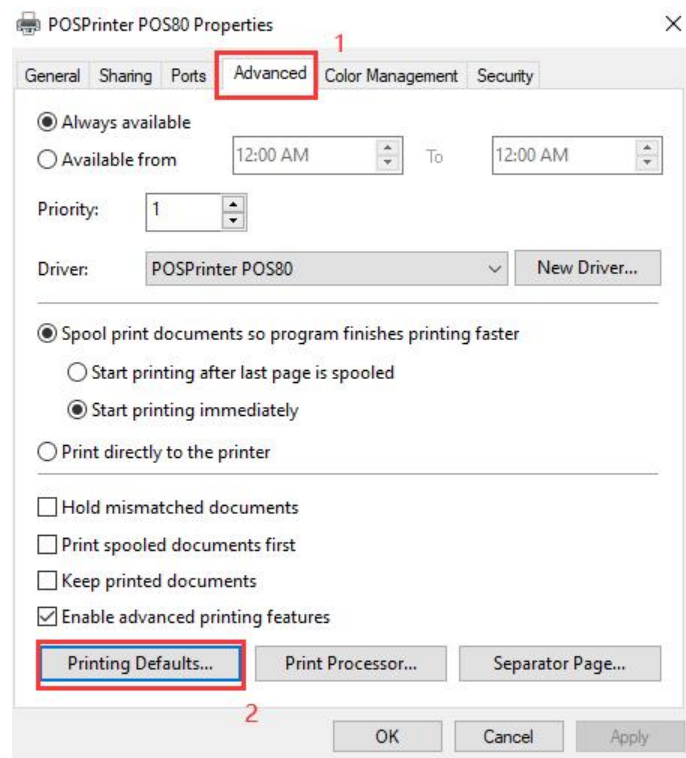 POSPrinter POS80 Properties
1
General Sharing Ports Advanced Color Management Security
Always available
Available from 12:00 AM To 12:00 AM
Priority: 1
Driver: POSPrinter POS80 New Driver...
Spool print documents so program finishes printing faster
Start printing after last page is spooled
Start printing immediately
Print directly to the printer
Hold mismatched documents
Print spooled documents first
Keep printed documents
Enable advanced printing features
Printing Defaults... Print Processor... Separator Page...
2
OK Cancel Apply